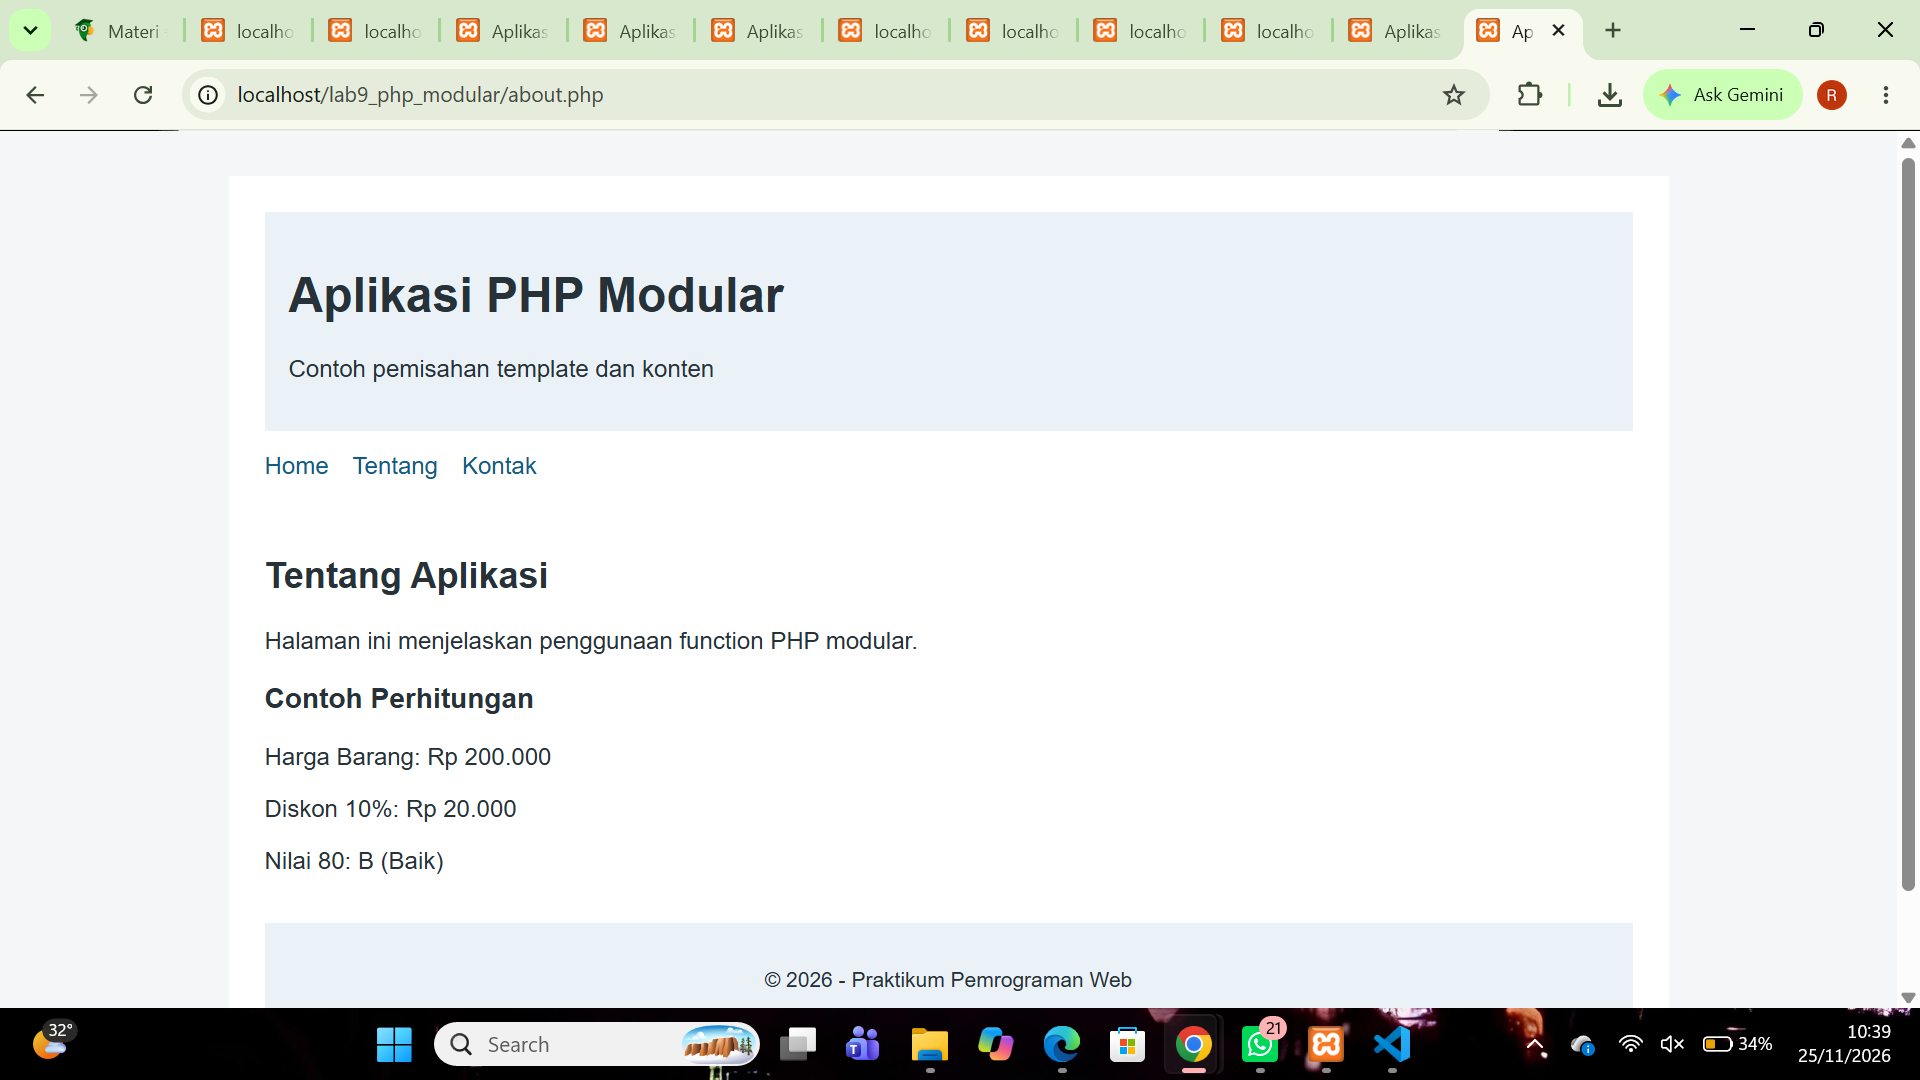 Materi
localho
localho
Aplikas
Aplikas
Aplikas
localho
localho
localho
localho
Aplikas
Ap
localhost/lab9_php_modular/about.php
Ask Gemini
R
Aplikasi PHP Modular
Contoh pemisahan template dan konten
Home Tentang Kontak
Tentang Aplikasi
Halaman ini menjelaskan penggunaan function PHP modular.
Contoh Perhitungan
Harga Barang: Rp 200.000
Diskon 10%: Rp 20.000
Nilai 80: B (Baik)
© 2026 - Praktikum Pemrograman Web
32°
Search
21
34%
10:39
25/11/2026